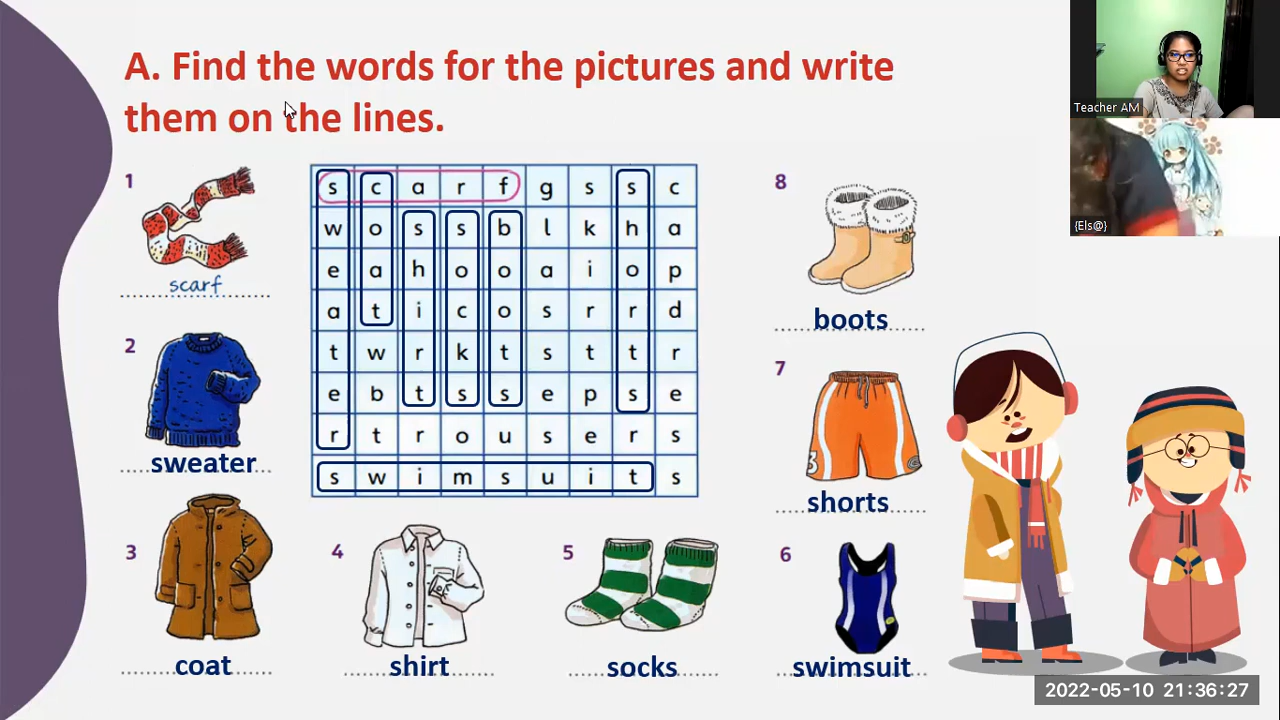 A. Find the words for the pictures and write
them on the lines.
Teacher AM
{Els@}
1
scarf
2
sweater
3
coat
4
shirt
5
socks
6
swimsuit
7
shorts
8
boots
s c a r f g s s c
w o s s b l k h a
e a h o o a i o p
a t i c o s r r d
t w r k t s t t r
e b t s s e p s e
r t r o u s e r s
s w i m s u i t s
3
2022-05-10 21:36:27